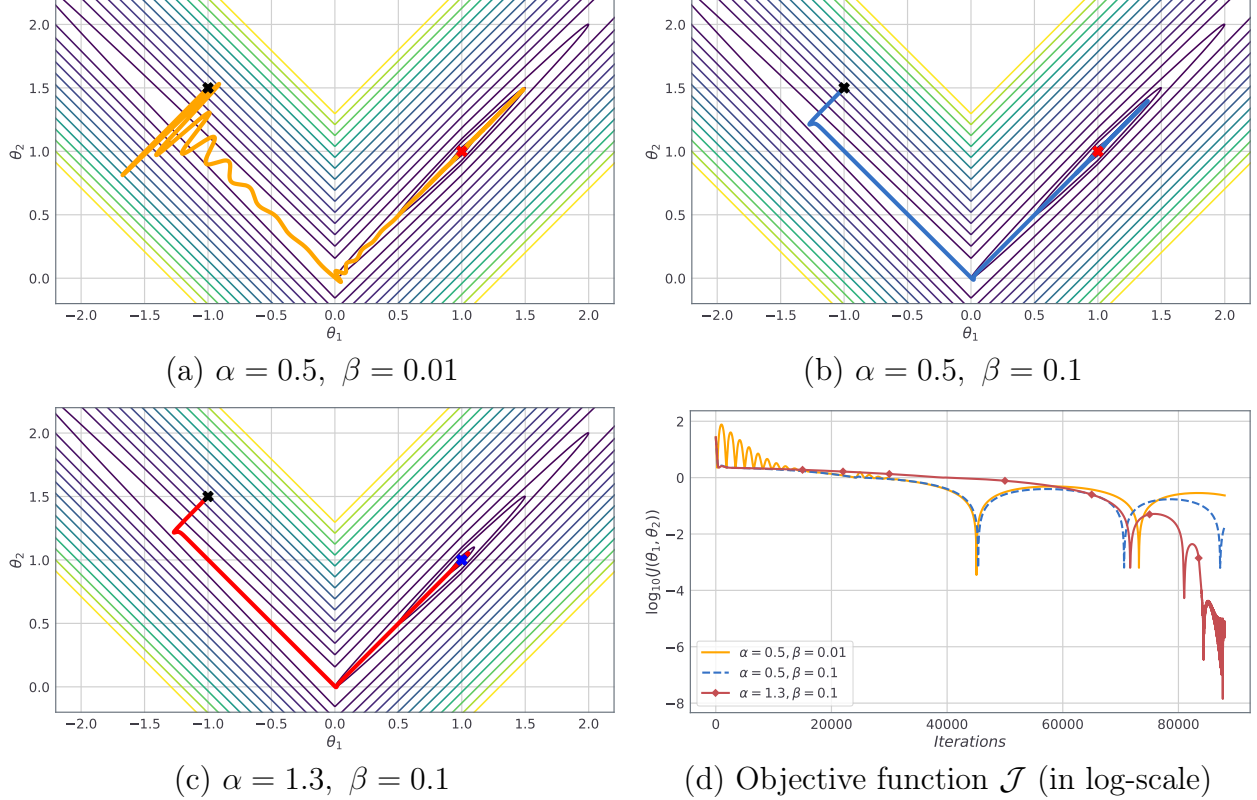 2.0
1.5
1.0
0.5
0.0
θ₂
−2.0 −1.5 −1.0 −0.5 0.0 0.5 1.0 1.5 2.0
θ₁
(a) α = 0.5, β = 0.01
2.0
1.5
1.0
0.5
0.0
θ₂
−2.0 −1.5 −1.0 −0.5 0.0 0.5 1.0 1.5 2.0
θ₁
(b) α = 0.5, β = 0.1
2.0
1.5
1.0
0.5
0.0
θ₂
−2.0 −1.5 −1.0 −0.5 0.0 0.5 1.0 1.5 2.0
θ₁
(c) α = 1.3, β = 0.1
2
0
−2
−4
−6
−8
log₁₀(J(θ₁, θ₂))
α = 0.5, β = 0.01
α = 0.5, β = 0.1
α = 1.3, β = 0.1
0 20000 40000 60000 80000
Iterations
(d) Objective function 𝒥 (in log-scale)